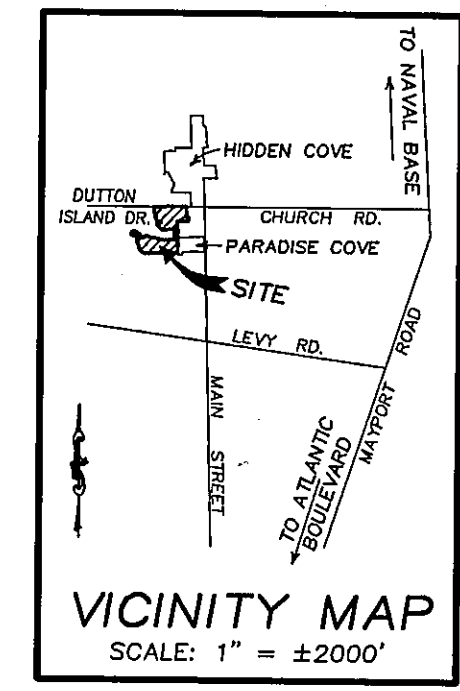 TO NAVAL BASE
HIDDEN COVE
DUTTON
ISLAND DR.
CHURCH RD.
PARADISE COVE
SITE
LEVY RD.
MAIN STREET
MAYPORT ROAD
TO ATLANTIC
BOULEVARD
VICINITY MAP
SCALE: 1" = ±2000'